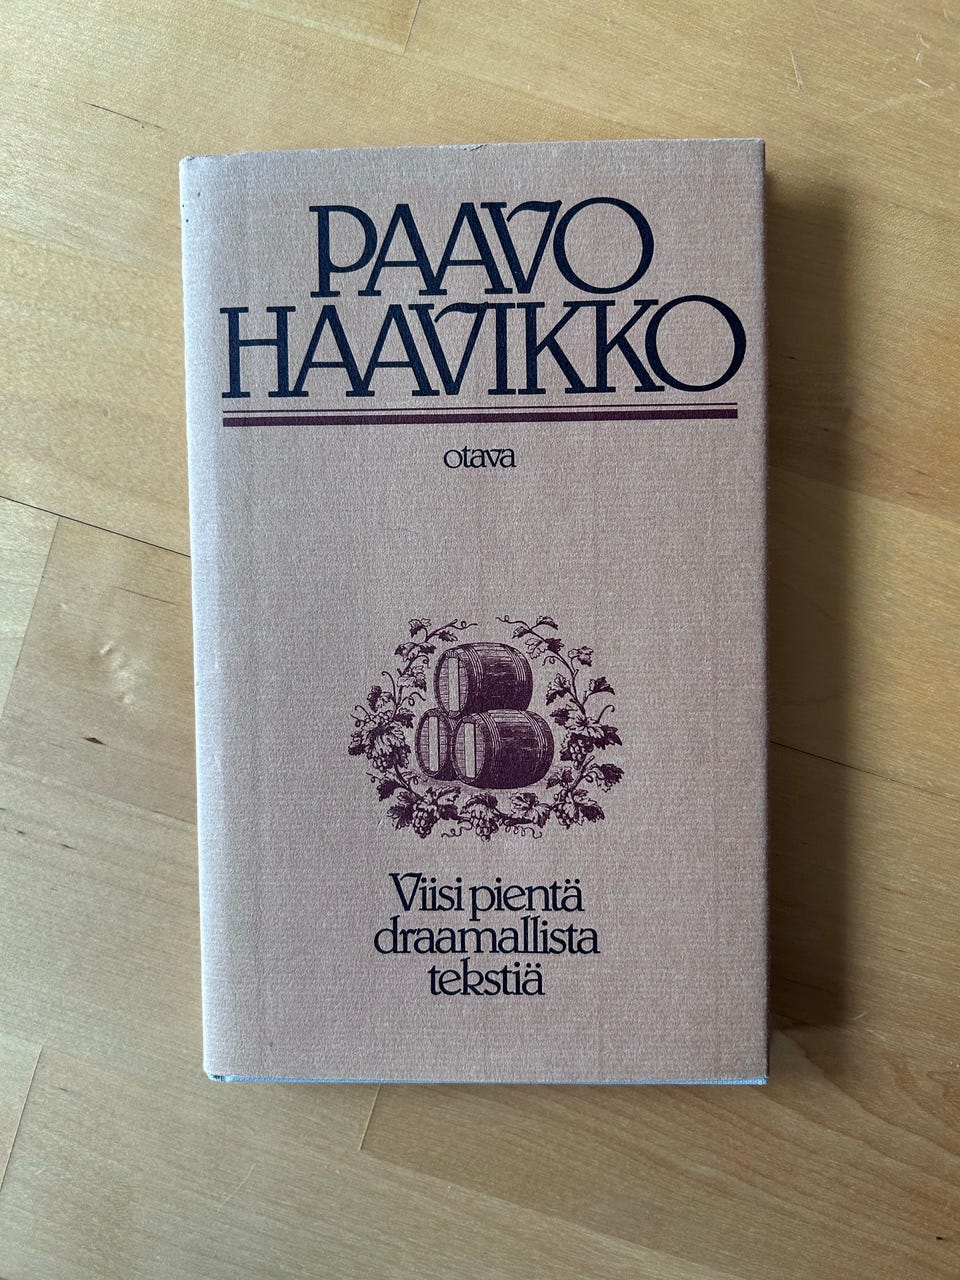 PAAVO
HAAVIKKO
otava
Viisi pientä
draamallista
tekstiä